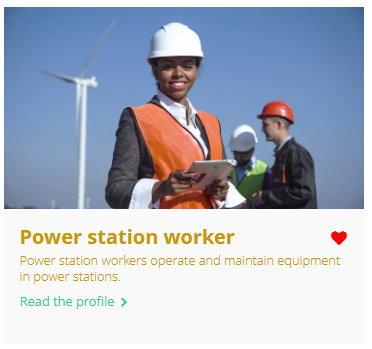 Power station worker
Power station workers operate and maintain equipment
in power stations.
Read the profile